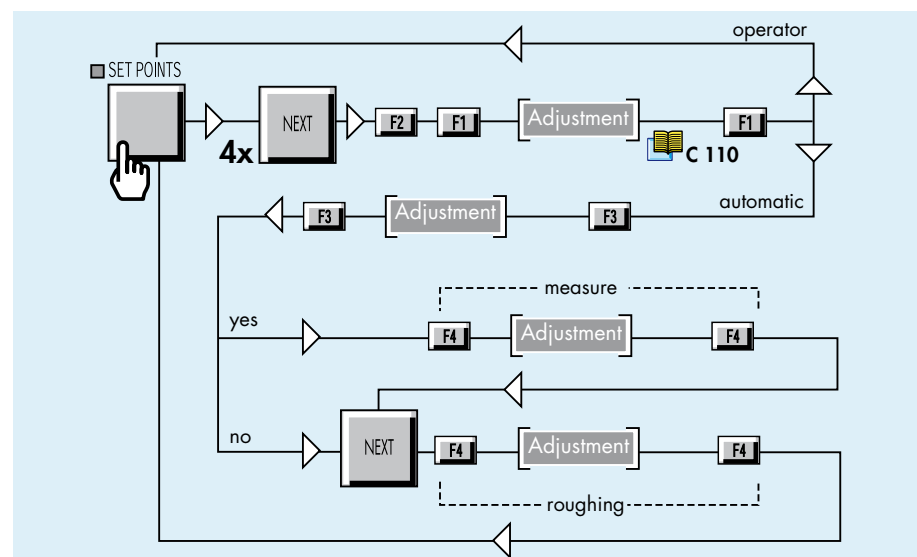 operator
SET POINTS
4x NEXT F2 F1 Adjustment F1
C 110
automatic
F3 Adjustment F3
measure
yes F4 Adjustment F4
no NEXT F4 Adjustment F4
roughing